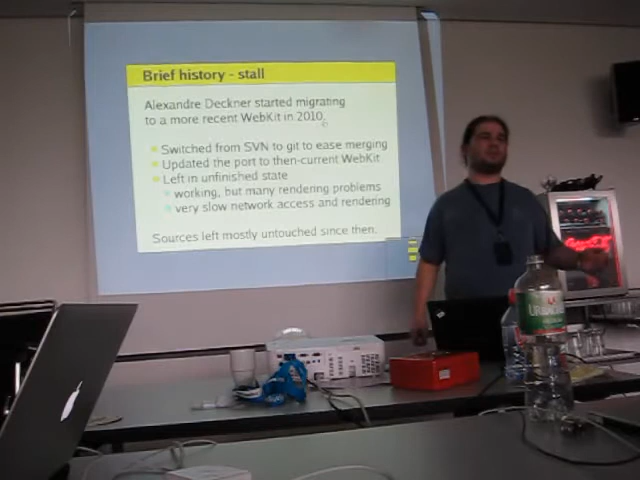 Brief history - stall
Alexandre Deckner started migrating
to a more recent WebKit in 2010.
Switched from SVN to git to ease merging
Updated the port to then-current WebKit
Left in unfinished state
working, but many rendering problems
very slow network access and rendering
Sources left mostly untouched since then.
Coca-Cola